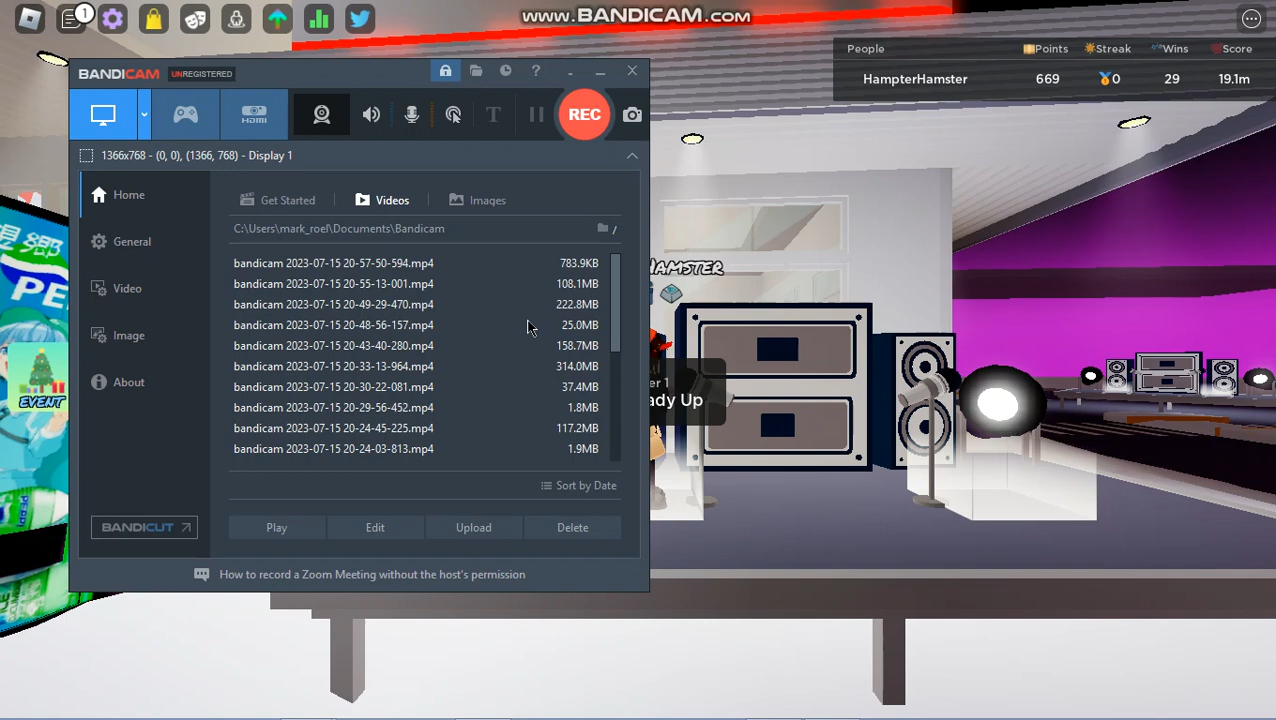 1
www.BANDICAM.com
People Points Streak Wins Score
HampterHamster 669 0 29 19.1m
BANDICAM UNREGISTERED
HDMI
T
REC
1366x768 - (0, 0), (1366, 768) - Display 1
Home
General
Video
Image
About
BANDICUT
Get Started Videos Images
C:\Users\mark_roel\Documents\Bandicam
bandicam 2023-07-15 20-57-50-594.mp4 783.9KB
bandicam 2023-07-15 20-55-13-001.mp4 108.1MB
bandicam 2023-07-15 20-49-29-470.mp4 222.8MB
bandicam 2023-07-15 20-48-56-157.mp4 25.0MB
bandicam 2023-07-15 20-43-40-280.mp4 158.7MB
bandicam 2023-07-15 20-33-13-964.mp4 314.0MB
bandicam 2023-07-15 20-30-22-081.mp4 37.4MB
bandicam 2023-07-15 20-29-56-452.mp4 1.8MB
bandicam 2023-07-15 20-24-45-225.mp4 117.2MB
bandicam 2023-07-15 20-24-03-813.mp4 1.9MB
Sort by Date
Play Edit Upload Delete
How to record a Zoom Meeting without the host's permission
HAMSTER
er 1
ady Up
EVENT